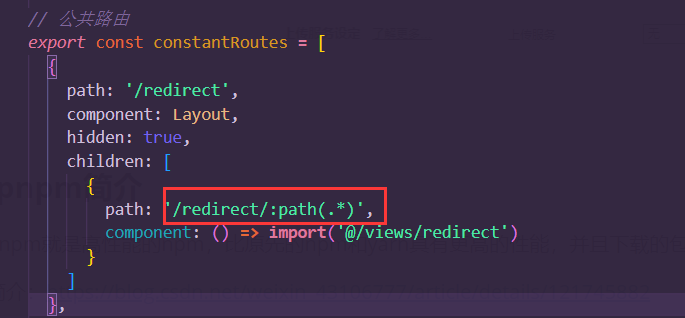 // 公共路由
export const constantRoutes = [
{
path: '/redirect',
component: Layout,
hidden: true,
children: [
{
path: '/redirect/:path(.*)',
component: () => import('@/views/redirect')
}
]
},